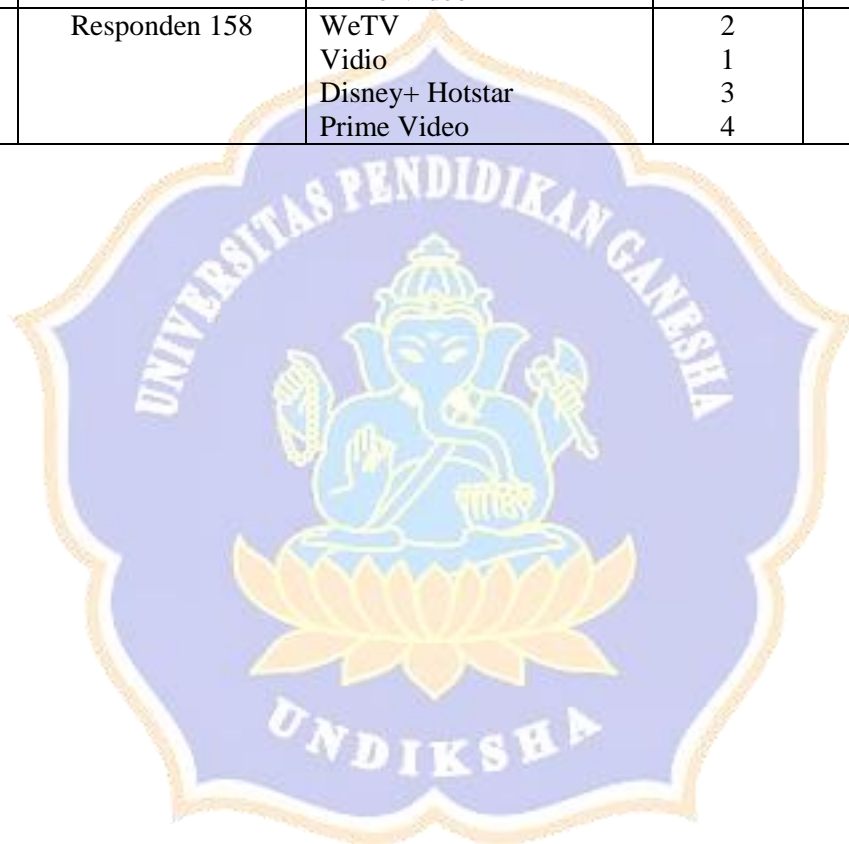 Responden 158 WeTV 2
Vidio 1
Disney+ Hotstar 3
Prime Video 4
UNIVERSITAS PENDIDIKAN GANESHA
UNDIKSHA